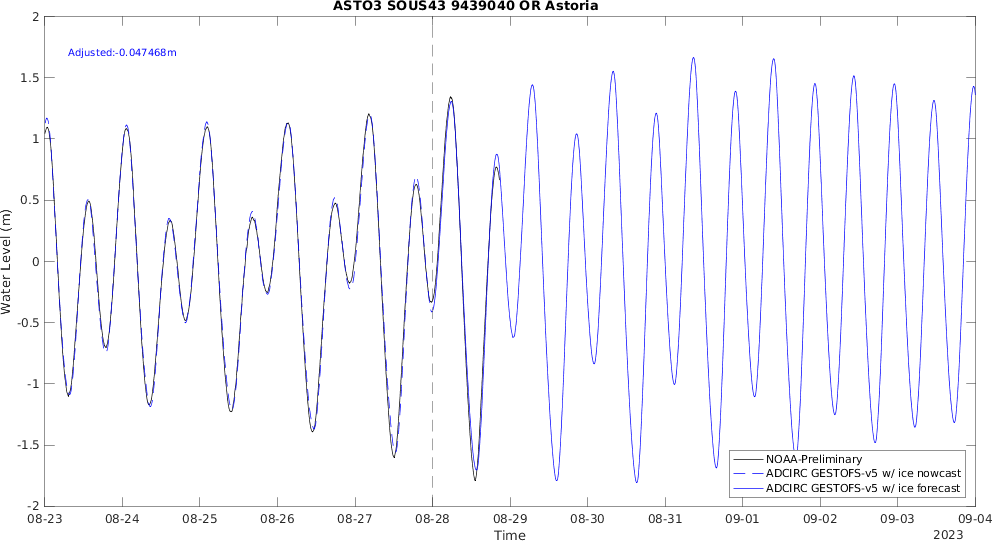 ASTO3 SOUS43 9439040 OR Astoria
Adjusted:-0.047468m
Water Level (m)
2
1.5
1
0.5
0
-0.5
-1
-1.5
-2
NOAA-Preliminary
ADCIRC GESTOFS-v5 w/ ice nowcast
ADCIRC GESTOFS-v5 w/ ice forecast
08-23 08-24 08-25 08-26 08-27 08-28 08-29 08-30 08-31 09-01 09-02 09-03 09-04
Time
2023